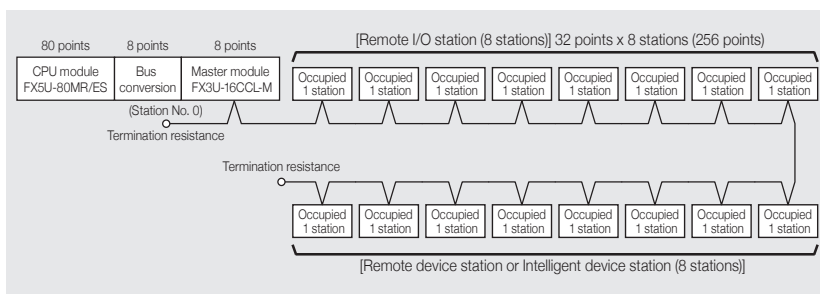 [Remote I/O station (8 stations)] 32 points x 8 stations (256 points)
80 points 8 points 8 points
CPU module
FX5U-80MR/ES
Bus
conversion
Master module
FX3U-16CCL-M
Occupied
1 station
Occupied
1 station
Occupied
1 station
Occupied
1 station
Occupied
1 station
Occupied
1 station
Occupied
1 station
Occupied
1 station
(Station No. 0)
Termination resistance
Termination resistance
Occupied
1 station
Occupied
1 station
Occupied
1 station
Occupied
1 station
Occupied
1 station
Occupied
1 station
Occupied
1 station
Occupied
1 station
[Remote device station or Intelligent device station (8 stations)]